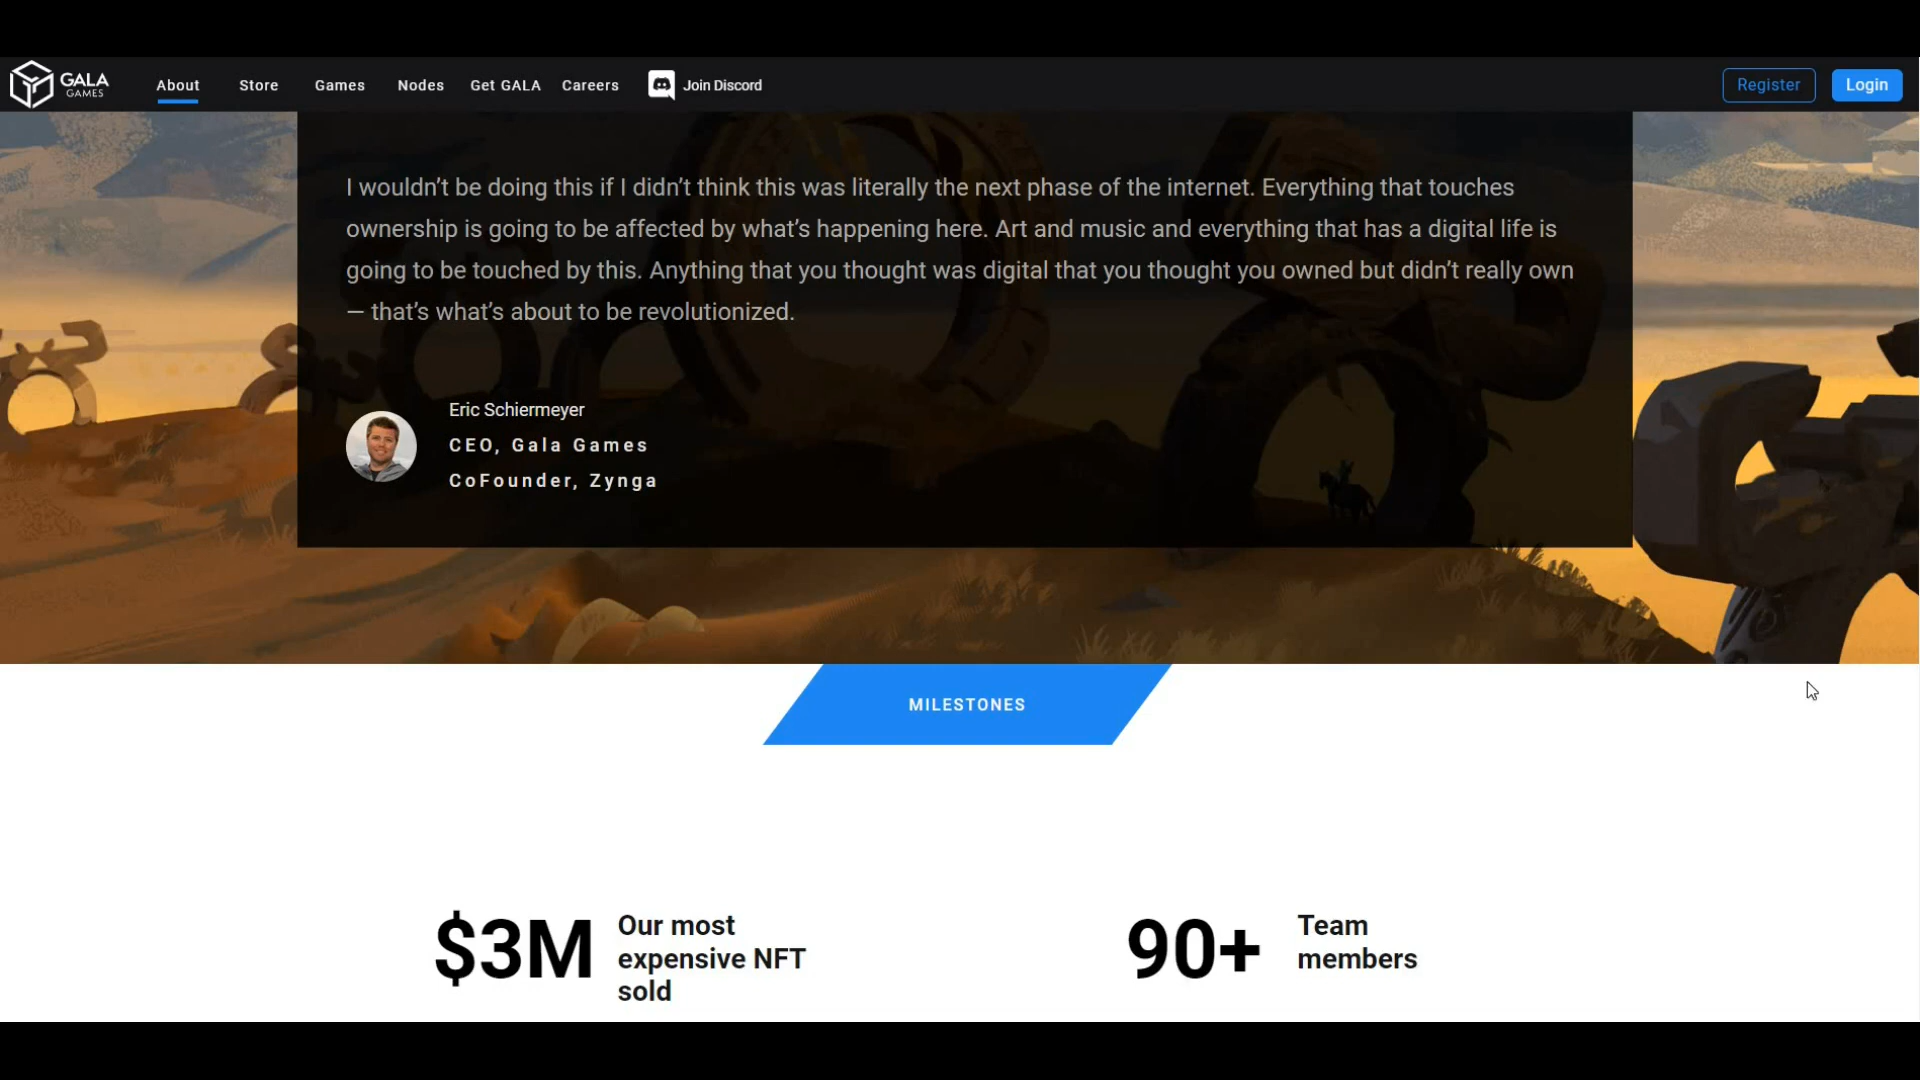 GALA
GAMES
About
Store
Games
Nodes
Get GALA
Careers
Join Discord
Register
Login
I wouldn’t be doing this if I didn’t think this was literally the next phase of the internet. Everything that touches
ownership is going to be affected by what’s happening here. Art and music and everything that has a digital life is
going to be touched by this. Anything that you thought was digital that you thought you owned but didn’t really own
— that’s what’s about to be revolutionized.
Eric Schiermeyer
CEO, Gala Games
CoFounder, Zynga
MILESTONES
$3M
Our most
expensive NFT
sold
90+
Team
members